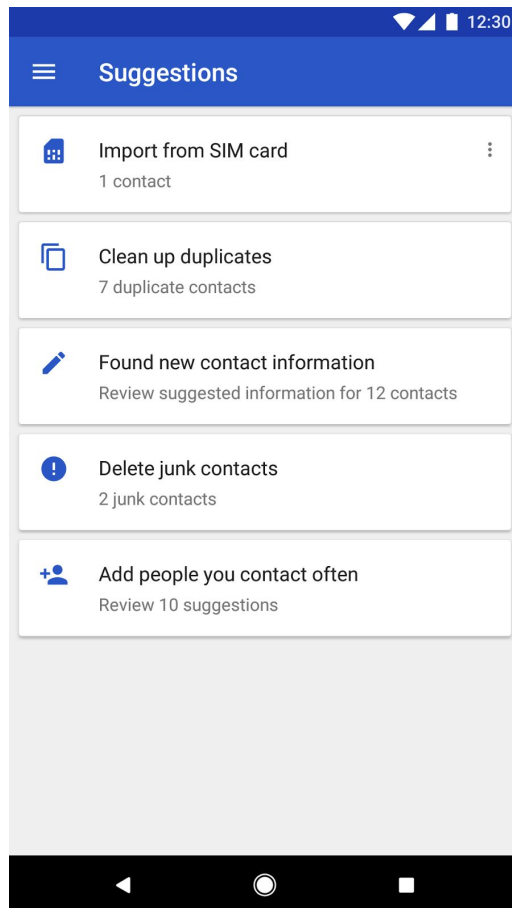 12:30
Suggestions
Import from SIM card
1 contact
Clean up duplicates
7 duplicate contacts
Found new contact information
Review suggested information for 12 contacts
Delete junk contacts
2 junk contacts
Add people you contact often
Review 10 suggestions